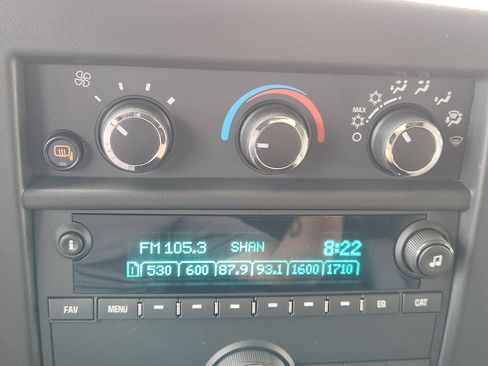 MAX
FM 105.3 SHAN 8:22
1 530 600 87.9 93.1 1600 1710
FAV MENU EQ CAT